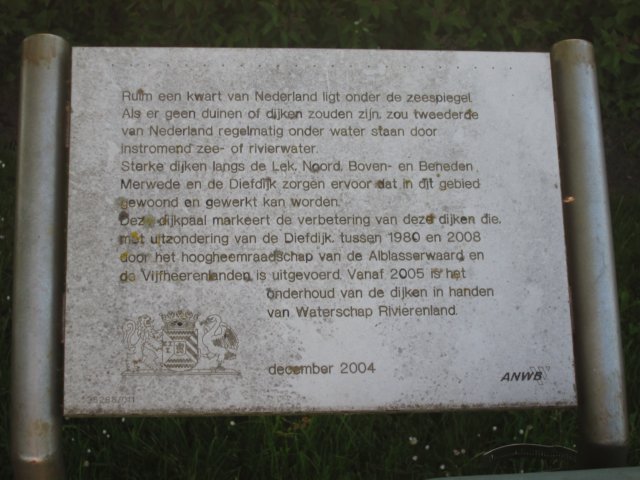 Ruim een kwart van Nederland ligt onder de zeespiegel.
Als er geen duinen of dijken zouden zijn, zou tweederde
van Nederland regelmatig onder water staan door
instromend zee- of rivierwater.
Sterke dijken langs de Lek, Noord, Boven- en Beneden
Merwede en de Diefdijk zorgen ervoor dat in dit gebied
gewoond en gewerkt kan worden.
Deze dijkpaal markeert de verbetering van deze dijken die,
met uitzondering van de Diefdijk, tussen 1980 en 2008
door het hoogheemraadschap van de Alblasserwaard en
de Vijfheerenlanden is uitgevoerd. Vanaf 2005 is het
onderhoud van de dijken in handen
van Waterschap Rivierenland.
december 2004
ANWB